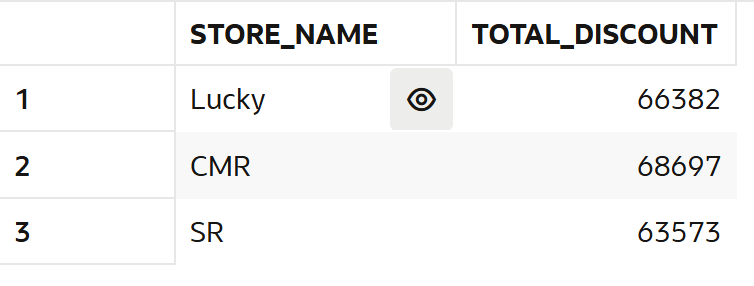 STORE_NAME TOTAL_DISCOUNT
1 Lucky 66382
2 CMR 68697
3 SR 63573